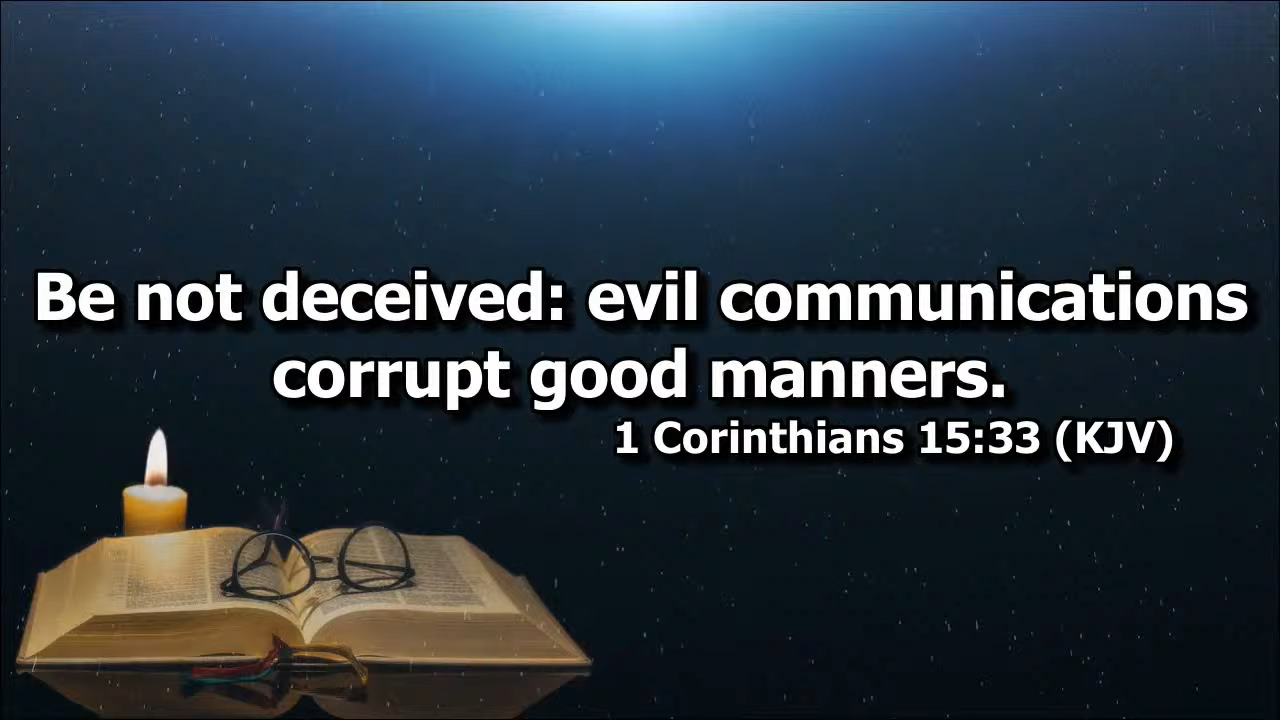 Be not deceived: evil communications
corrupt good manners.
1 Corinthians 15:33 (KJV)